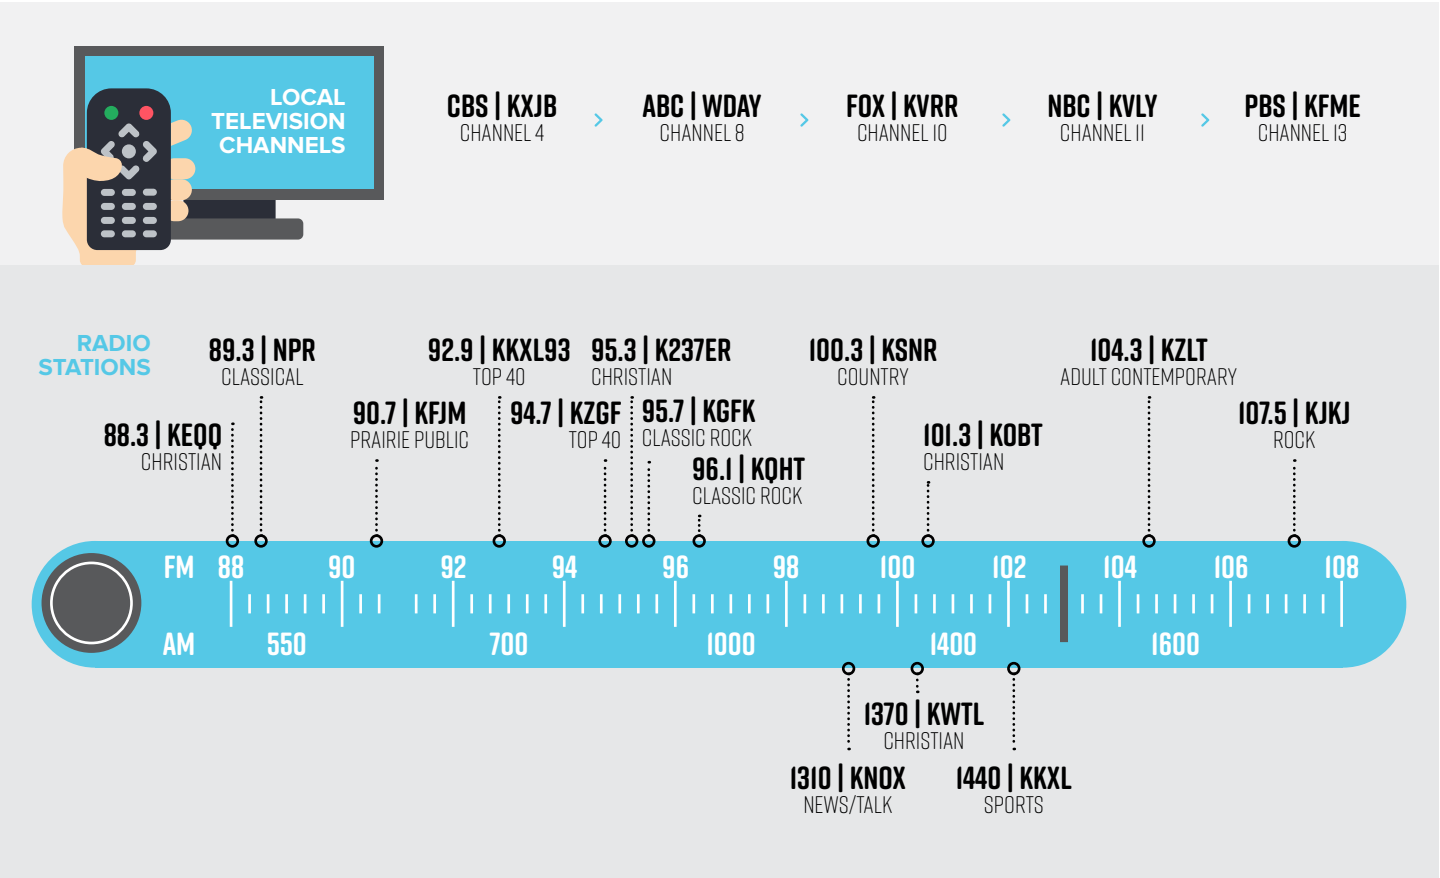 LOCAL
TELEVISION
CHANNELS
CBS | KXJB
CHANNEL 4
ABC | WDAY
CHANNEL 8
FOX | KVRR
CHANNEL 10
NBC | KVLY
CHANNEL 11
PBS | KFME
CHANNEL 13
RADIO
STATIONS
88.3 | KEQQ
CHRISTIAN
89.3 | NPR
CLASSICAL
90.7 | KFJM
PRAIRIE PUBLIC
92.9 | KKXL93
TOP 40
94.7 | KZGF
TOP 40
95.3 | K237ER
CHRISTIAN
95.7 | KGFK
CLASSIC ROCK
96.1 | KQHT
CLASSIC ROCK
100.3 | KSNR
COUNTRY
101.3 | KOBT
CHRISTIAN
104.3 | KZLT
ADULT CONTEMPORARY
107.5 | KJKJ
ROCK
FM 88 90 92 94 96 98 100 102 104 106 108
AM 550 700 1000 1400 1600
1370 | KWTL
CHRISTIAN
1310 | KNOX
NEWS/TALK
1440 | KKXL
SPORTS